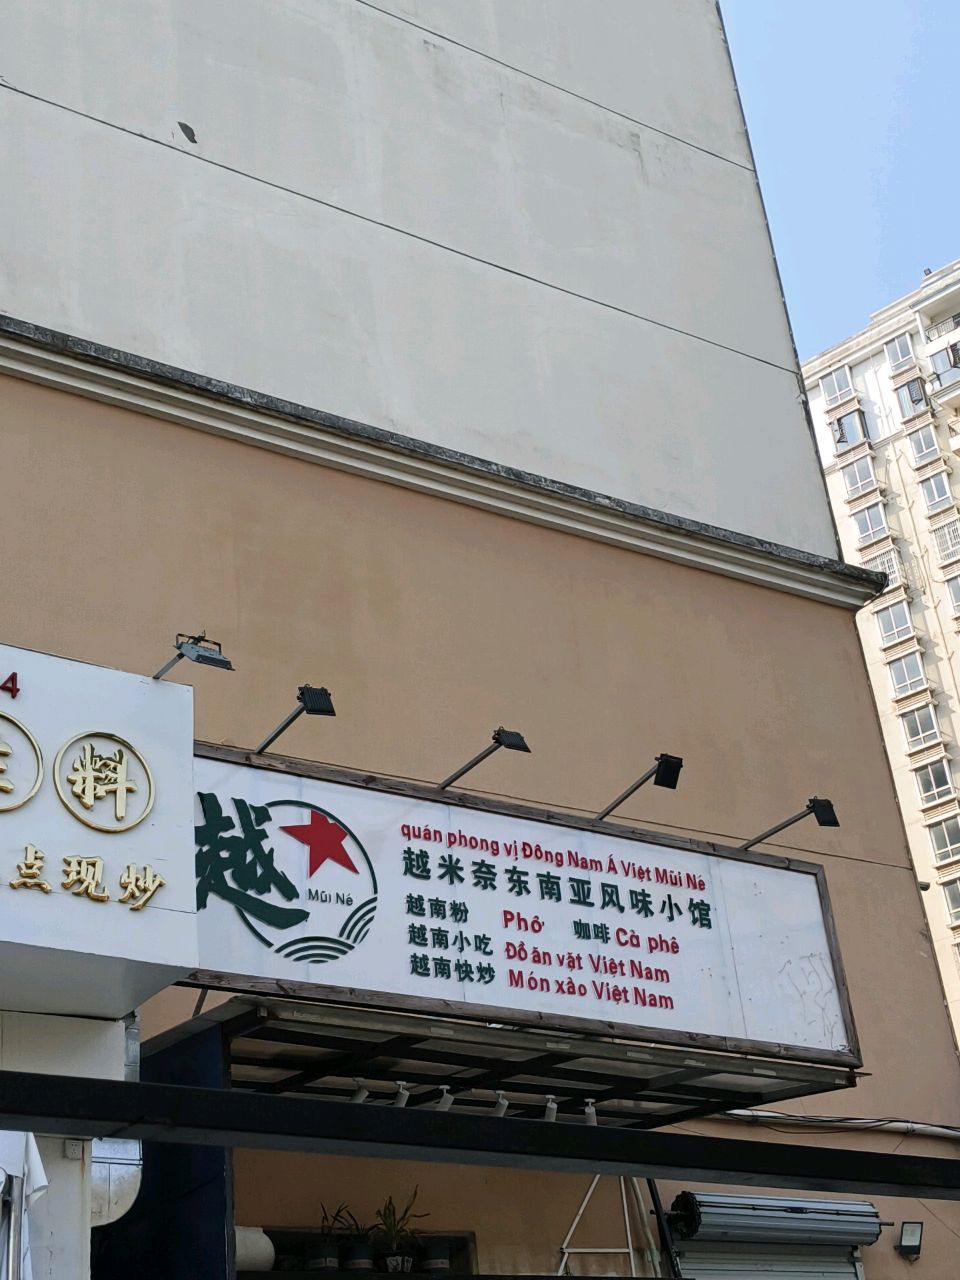 4
料
点现炒
越
Mũi Né
quán phong vị Đông Nam Á Việt Mũi Né
越米奈东南亚风味小馆
越南粉 Phở 咖啡 Cà phê
越南小吃 Đồ ăn vặt Việt Nam
越南快炒 Món xào Việt Nam